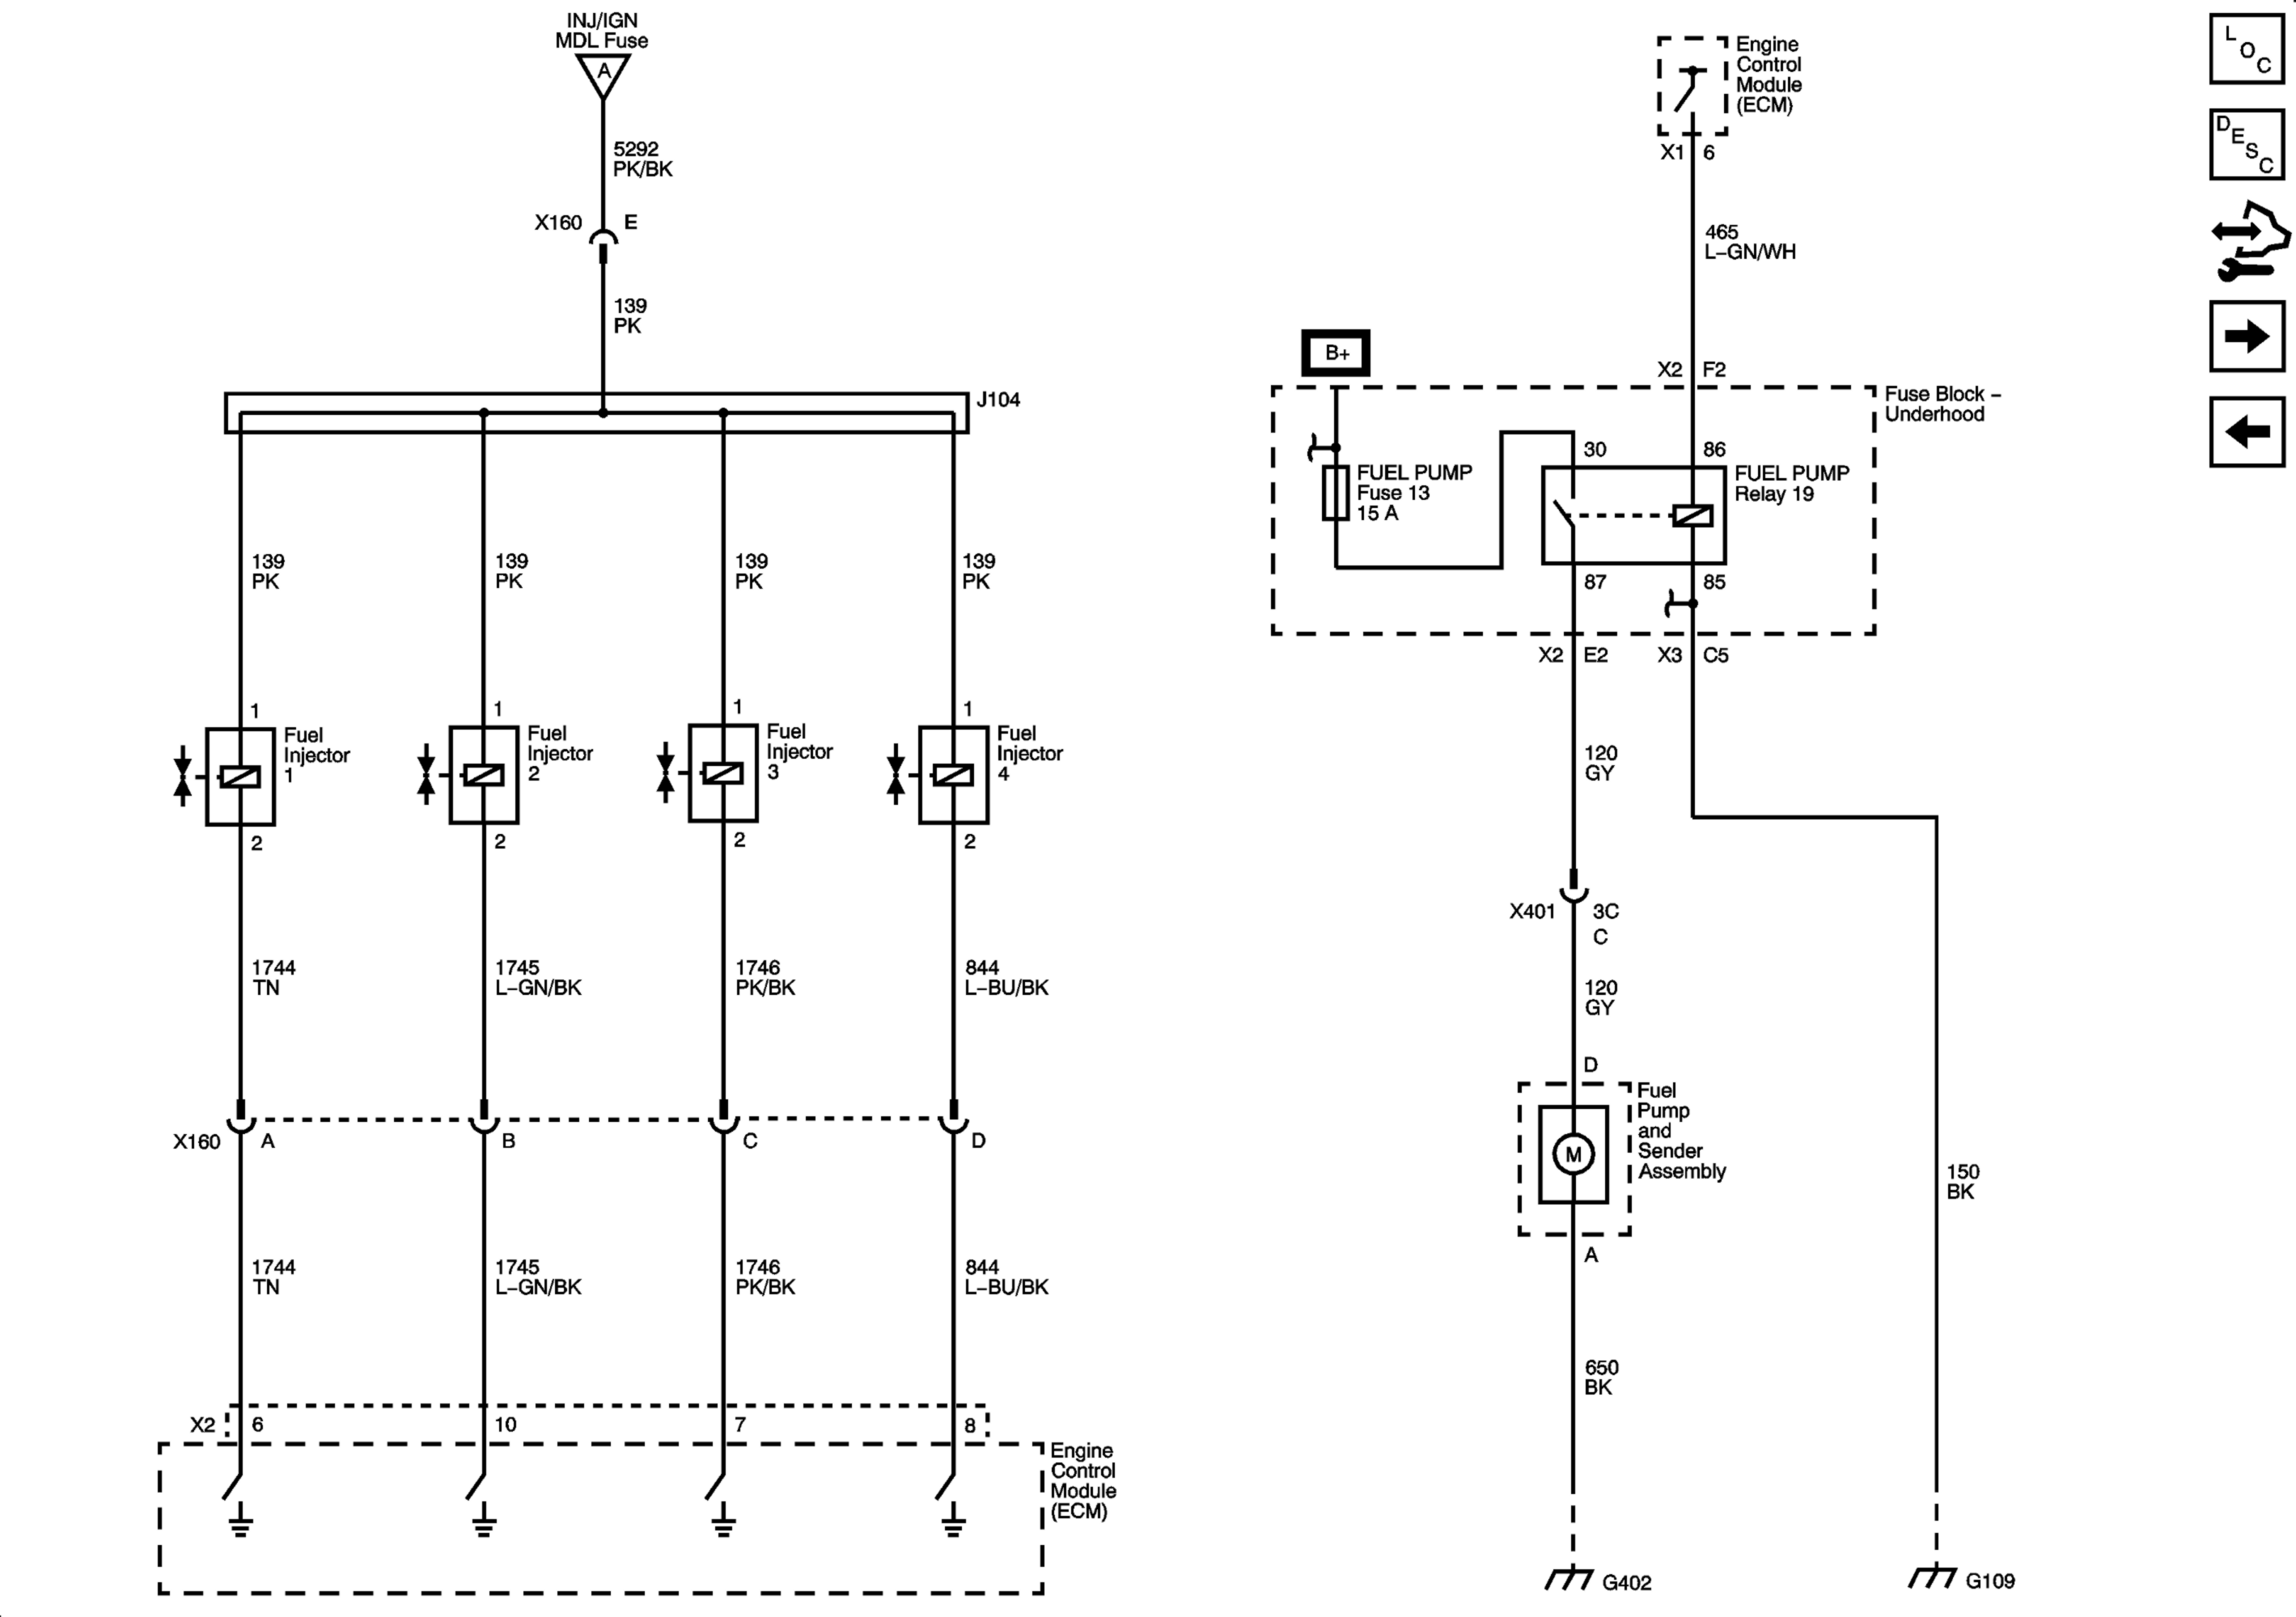 INJ/IGN
MDL Fuse
A
5292
PK/BK
X160 E
139
PK
J104
139
PK
139
PK
139
PK
139
PK
1
Fuel
Injector
1
2
1
Fuel
Injector
2
2
1
Fuel
Injector
3
2
1
Fuel
Injector
4
2
1744
TN
1745
L–GN/BK
1746
PK/BK
844
L–BU/BK
X160 A B C D
1744
TN
1745
L–GN/BK
1746
PK/BK
844
L–BU/BK
X2 6 10 7 8
Engine
Control
Module
(ECM)
Engine
Control
Module
(ECM)
X1 6
465
L–GN/WH
B+
X2 F2
Fuse Block –
Underhood
30 86
FUEL PUMP
Fuse 13
15 A
FUEL PUMP
Relay 19
87 85
X2 E2 X3 C5
120
GY
X401 3C
C
120
GY
D
Fuel
Pump
and
Sender
Assembly
M
A
150
BK
650
BK
G402
G109
L
O
C
D
E
S
C